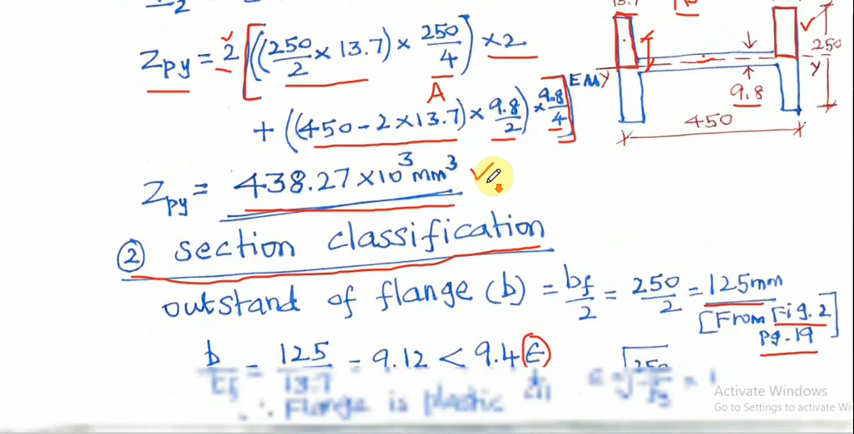 Zpy = 2[((250/2 × 13.7) × 250/4) × 2
A
+ ((450 - 2 × 13.7) × 9.8/2) × 9.8/4]
Zpy = 438.27 × 10³ mm³
② section classification
outstand of flange (b) = bf/2 = 250/2 = 125mm
[From Fig. 2
Pg. 19]
b/tf = 125/13.7 = 9.12 < 9.4 ε
∴ Flange is plastic
EAA Y
Y
250
9.8
450
Activate Windows
Go to Settings to activate Wi